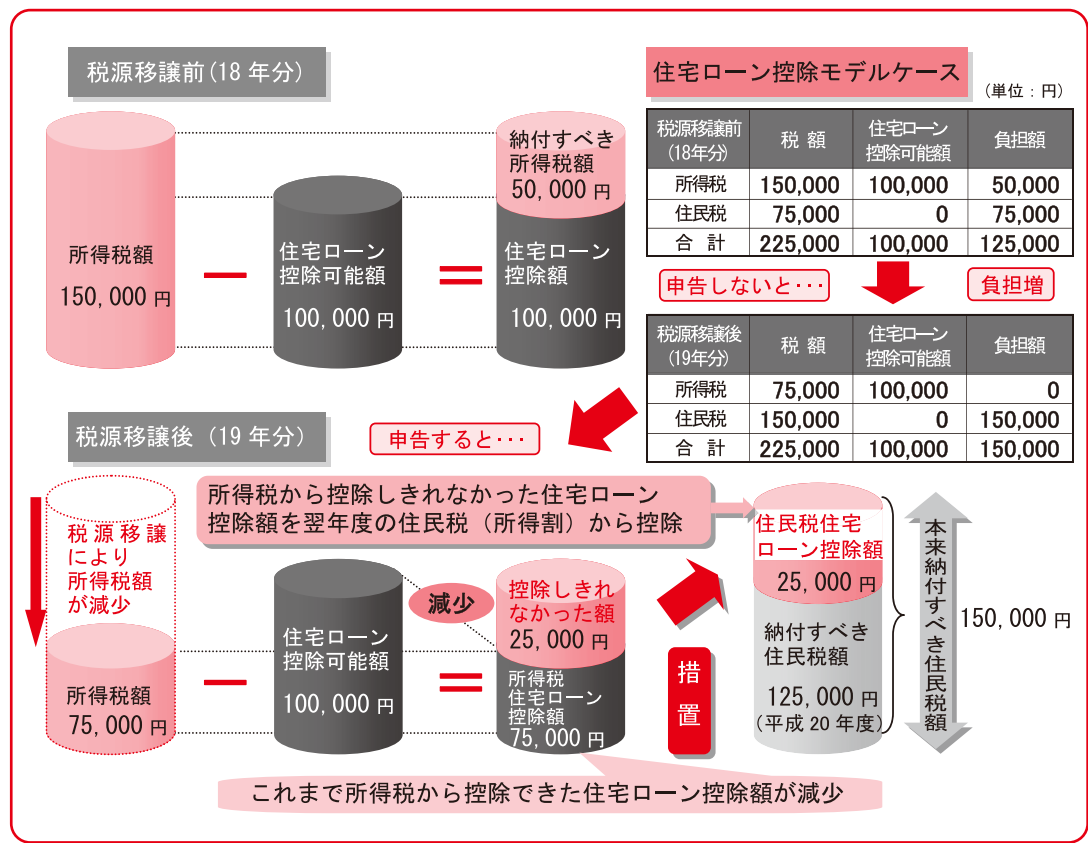 税源移譲前(18 年分)
所得税額
150,000 円
住宅ローン
控除可能額
100,000 円
納付すべき
所得税額
50,000 円
住宅ローン
控除額
100,000 円
住宅ローン控除モデルケース
(単位:円)
税源移譲前 税 額 住宅ローン 負担額
(18年分) 控除可能額
所得税 150,000 100,000 50,000
住民税 75,000 0 75,000
合 計 225,000 100,000 125,000
申告しないと・・・ 負担増
税源移譲後 税 額 住宅ローン 負担額
(19年分) 控除可能額
所得税 75,000 100,000 0
住民税 150,000 0 150,000
合 計 225,000 100,000 150,000
税源移譲後(19 年分)
申告すると・・・
所得税から控除しきれなかった住宅ローン
控除額を翌年度の住民税(所得割)から控除
税源移譲
により
所得税額
が減少
所得税額
75,000 円
住宅ローン
控除可能額
100,000 円
減少
控除しきれ
なかった額
25,000 円
所得税
住宅ローン
控除額
75,000 円
措置
住民税住宅
ローン控除額
25,000 円
納付すべき
住民税額
125,000 円
(平成 20 年度)
本来納付すべき住民税額
150,000 円
これまで所得税から控除できた住宅ローン控除額が減少